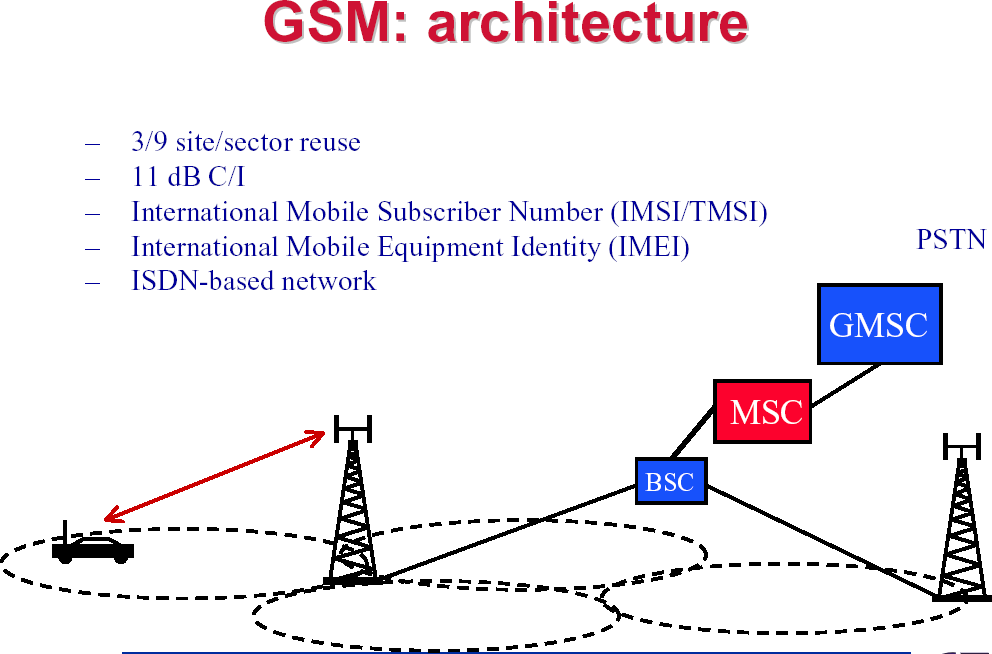 GSM: architecture
– 3/9 site/sector reuse
– 11 dB C/I
– International Mobile Subscriber Number (IMSI/TMSI)
– International Mobile Equipment Identity (IMEI)
– ISDN-based network
PSTN
GMSC
MSC
BSC